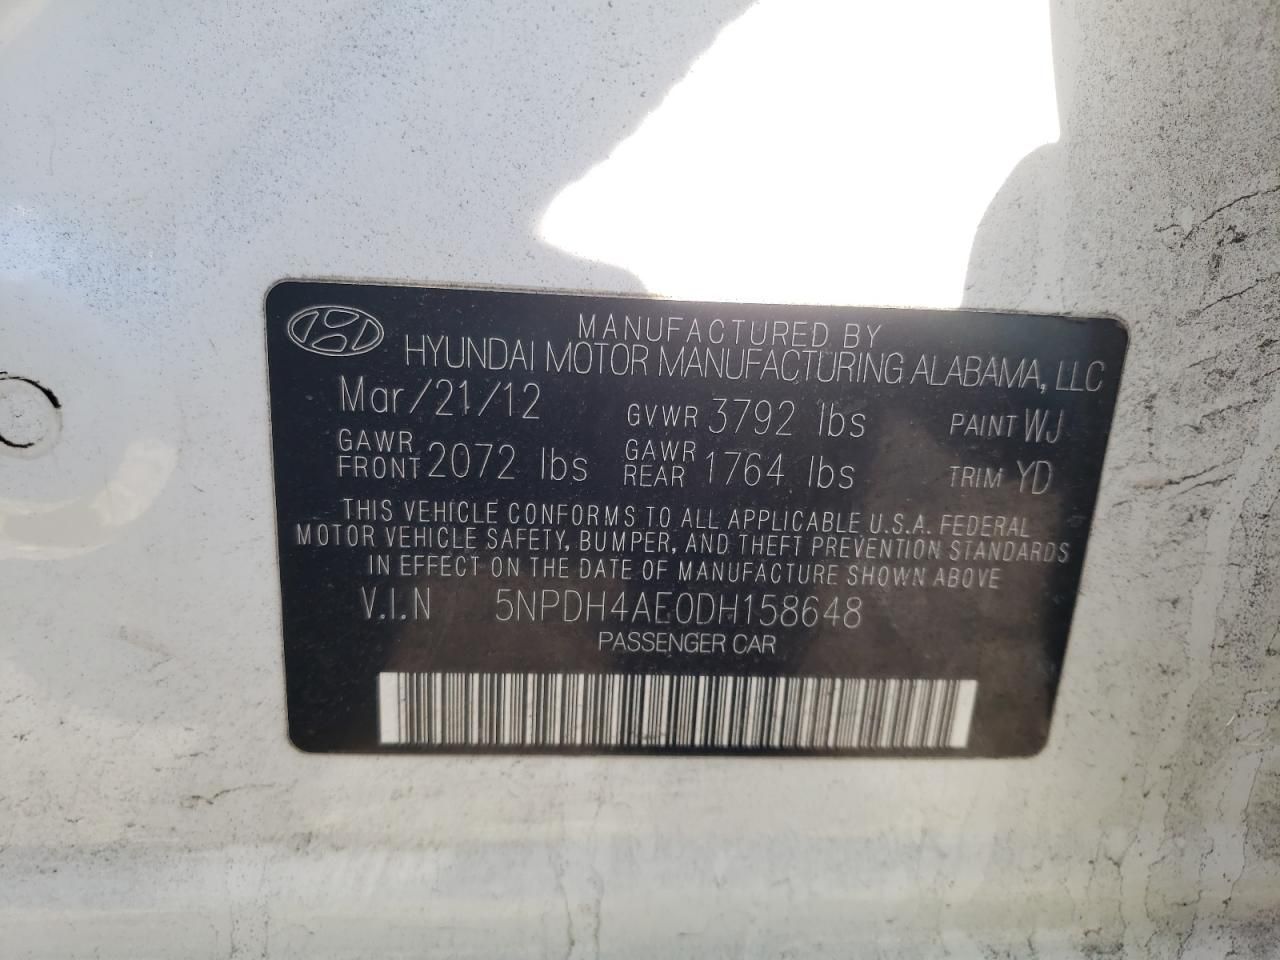 MANUFACTURED BY
HYUNDAI MOTOR MANUFACTURING ALABAMA, LLC
Mar/21/12 GVWR 3792 lbs PAINT WJ
GAWR FRONT 2072 lbs GAWR REAR 1764 lbs TRIM YD
THIS VEHICLE CONFORMS TO ALL APPLICABLE U.S.A. FEDERAL
MOTOR VEHICLE SAFETY, BUMPER, AND THEFT PREVENTION STANDARDS
IN EFFECT ON THE DATE OF MANUFACTURE SHOWN ABOVE
V.I.N 5NPDH4AE0DH158648
PASSENGER CAR